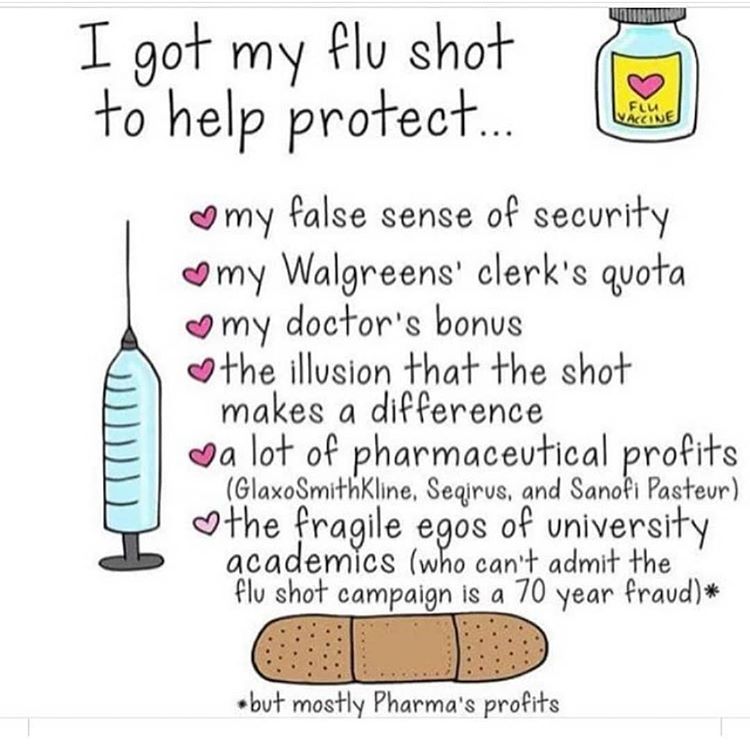 I got my flu shot
to help protect...
FLU
VACCINE
my false sense of security
my Walgreens' clerk's quota
my doctor's bonus
the illusion that the shot
makes a difference
a lot of pharmaceutical profits
(GlaxoSmithKline, Seqirus, and Sanofi Pasteur)
the fragile egos of university
academics (who can't admit the
flu shot campaign is a 70 year fraud)*
*but mostly Pharma's profits